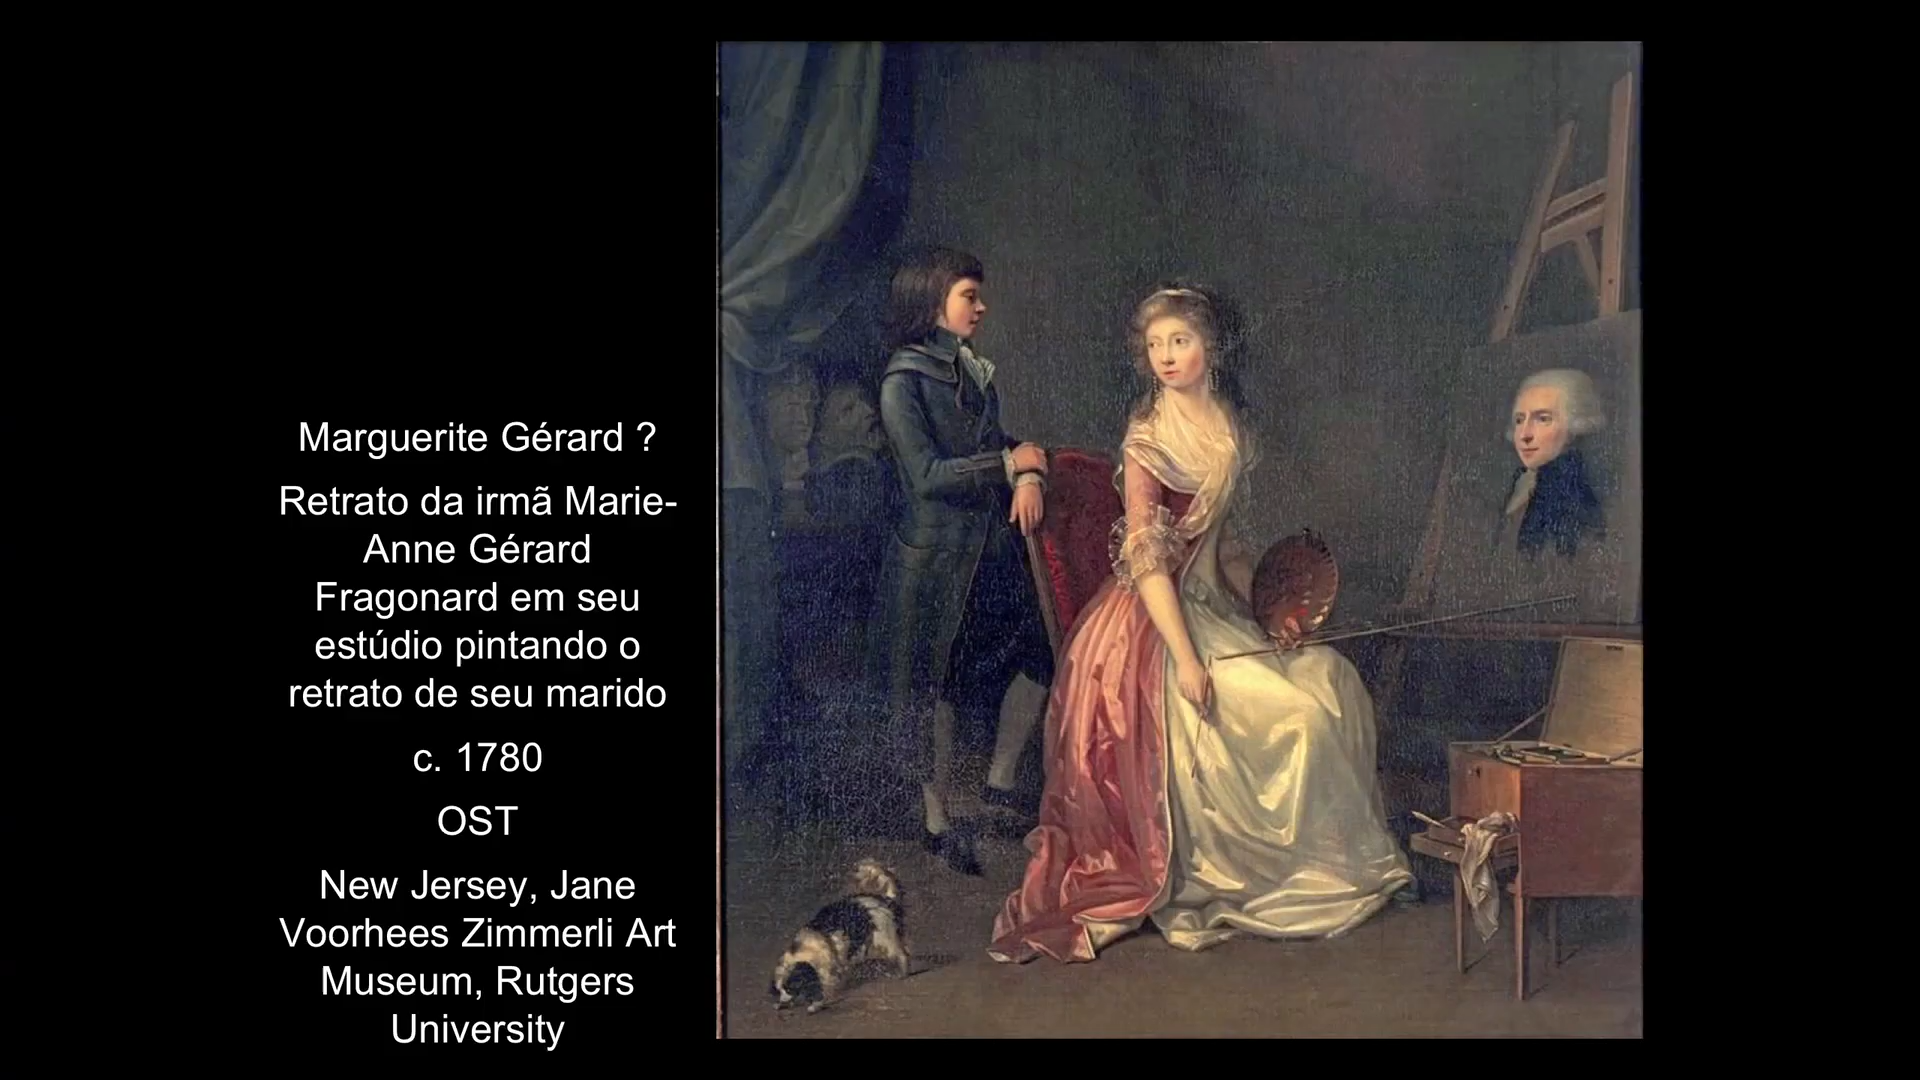 Marguerite Gérard ?
Retrato da irmã Marie-
Anne Gérard
Fragonard em seu
estúdio pintando o
retrato de seu marido
c. 1780
OST
New Jersey, Jane
Voorhees Zimmerli Art
Museum, Rutgers
University